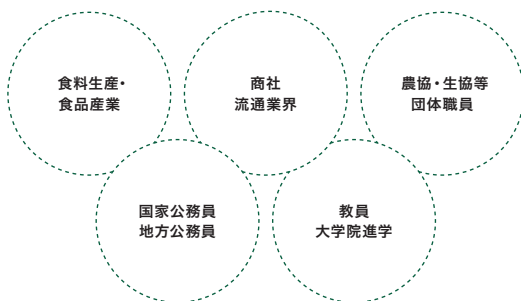 食料生産・
食品産業
商社
流通業界
農協・生協等
団体職員
国家公務員
地方公務員
教員
大学院進学